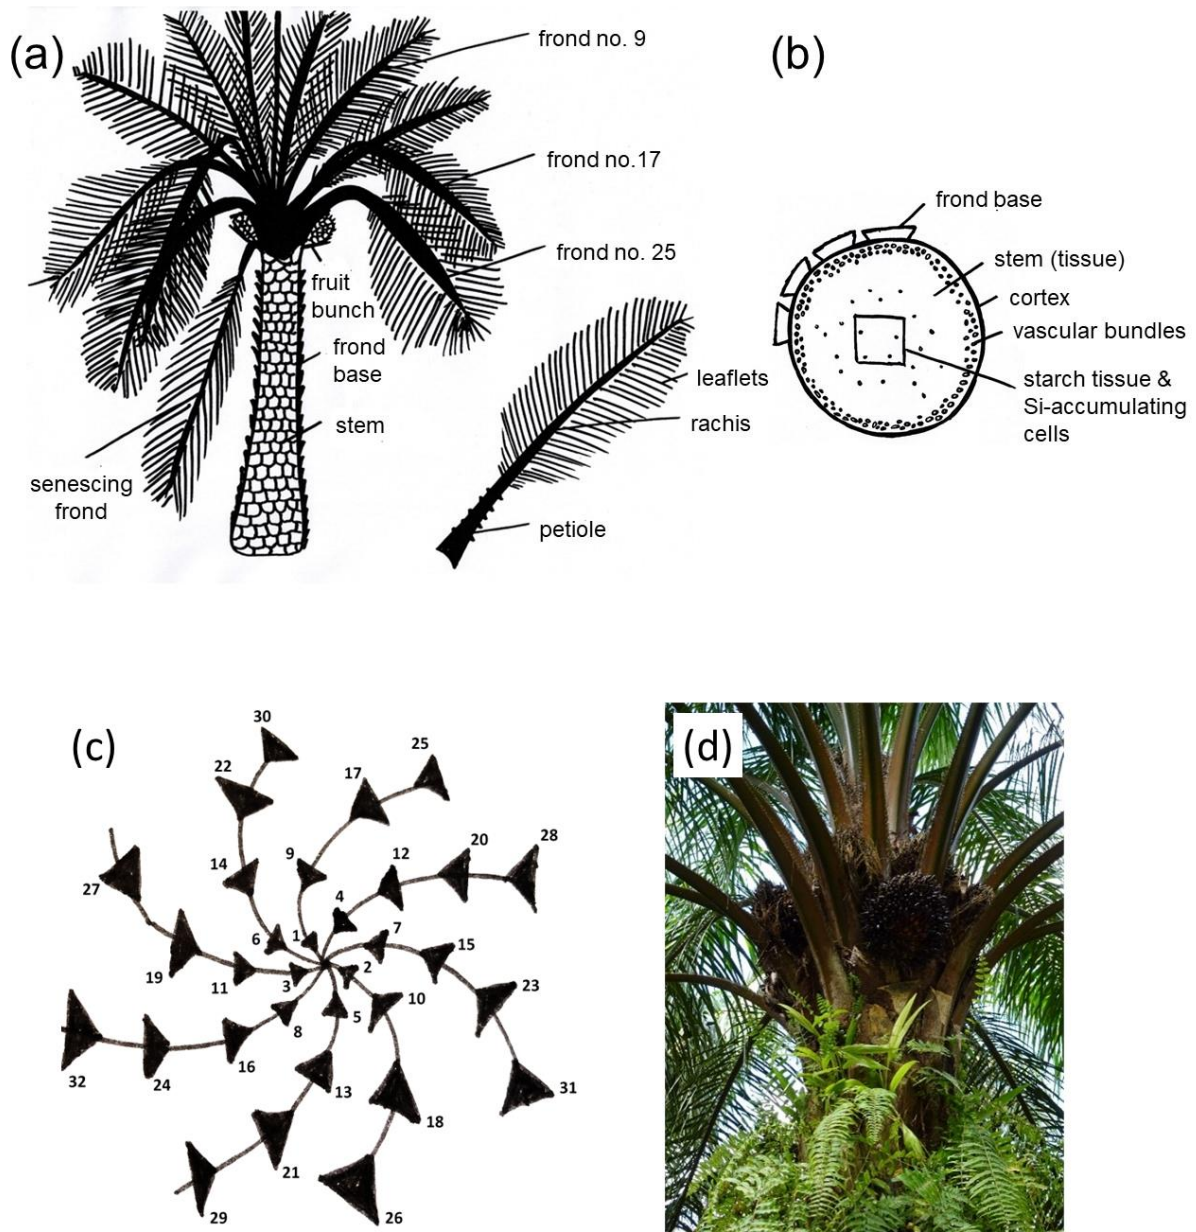 (a)
frond no. 9
frond no.17
frond no. 25
fruit
bunch
frond
base
stem
senescing
frond
leaflets
rachis
petiole
(b)
frond base
stem (tissue)
cortex
vascular bundles
starch tissue &
Si-accumulating
cells
(c)
30
25
22
17
28
20
12
14
9
4
27
7
15
6
1
2
23
19
11
3
10
5
8
16
32
24
13
31
18
21
29
26
(d)